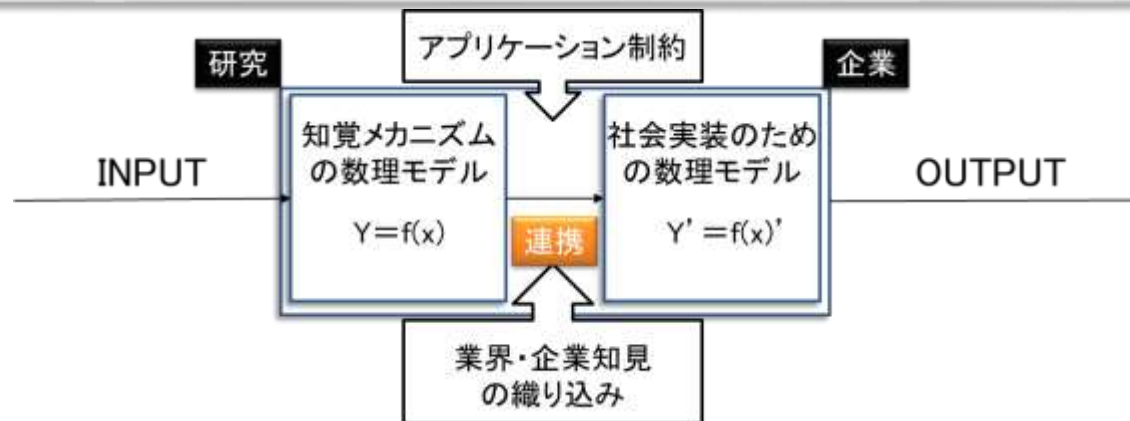 アプリケーション制約
研究
企業
知覚メカニズム
の数理モデル
Y=f(x)
社会実装のため
の数理モデル
Y'=f(x)'
INPUT
OUTPUT
連携
業界・企業知見
の織り込み